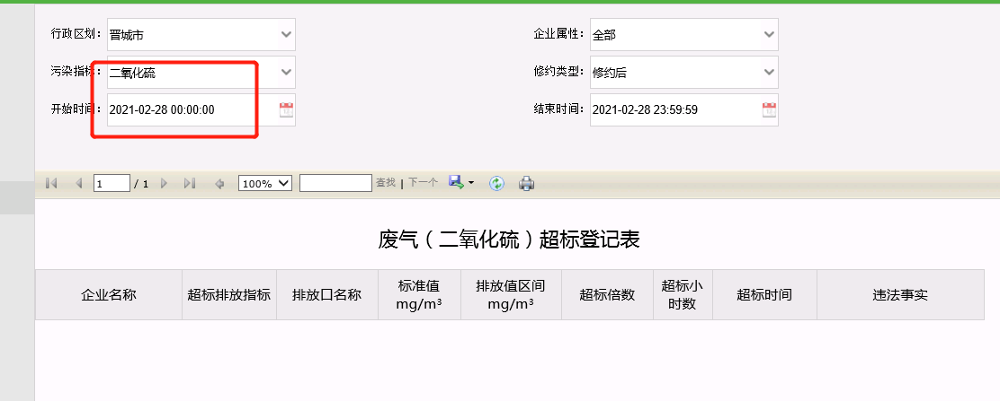 行政区划： 晋城市 企业属性： 全部
污染指标： 二氧化硫 修约类型： 修约后
开始时间： 2021-02-28 00:00:00 结束时间： 2021-02-28 23:59:59
1 / 1 100% 查找 | 下一个
废气（二氧化硫）超标登记表
企业名称 超标排放指标 排放口名称 标准值 mg/m³ 排放值区间 mg/m³ 超标倍数 超标小时数 超标时间 违法事实